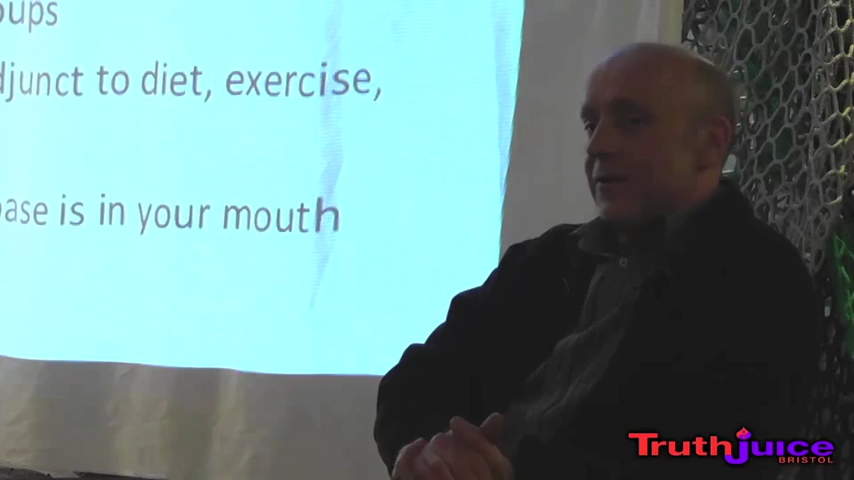 oups
djunct to diet, exercise,
ase is in your mouth
Truthjuice
BRISTOL